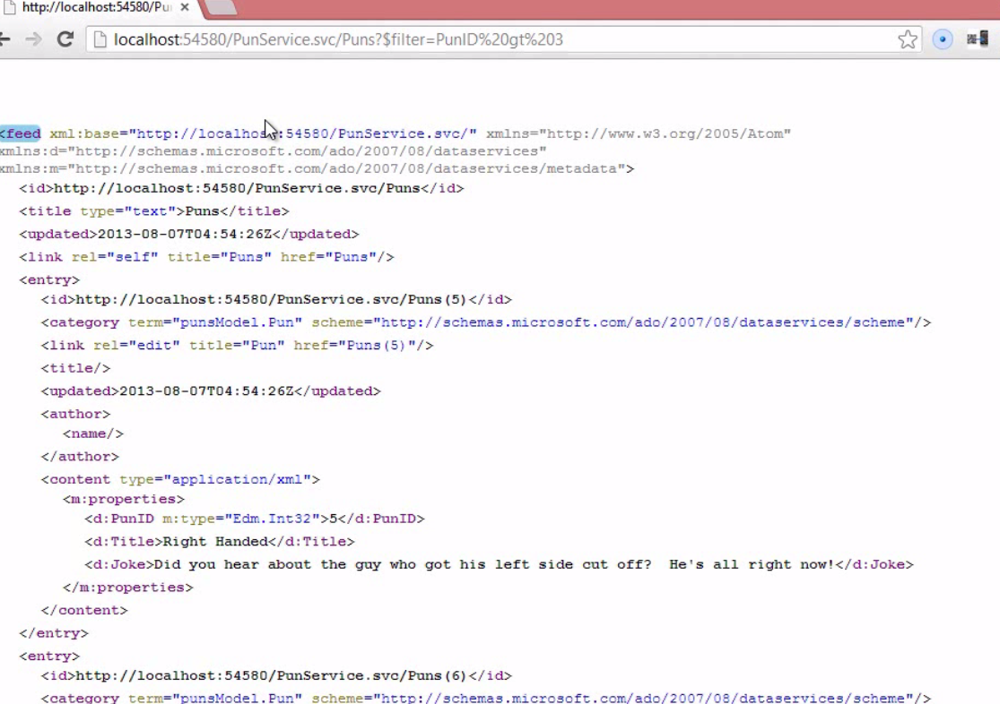 http://localhost:54580/Pu
localhost:54580/PunService.svc/Puns?$filter=PunID%20gt%203
<feed xml:base="http://localhost:54580/PunService.svc/" xmlns="http://www.w3.org/2005/Atom"
xmlns:d="http://schemas.microsoft.com/ado/2007/08/dataservices"
xmlns:m="http://schemas.microsoft.com/ado/2007/08/dataservices/metadata">
<id>http://localhost:54580/PunService.svc/Puns</id>
<title type="text">Puns</title>
<updated>2013-08-07T04:54:26Z</updated>
<link rel="self" title="Puns" href="Puns"/>
<entry>
<id>http://localhost:54580/PunService.svc/Puns(5)</id>
<category term="punsModel.Pun" scheme="http://schemas.microsoft.com/ado/2007/08/dataservices/scheme"/>
<link rel="edit" title="Pun" href="Puns(5)"/>
<title/>
<updated>2013-08-07T04:54:26Z</updated>
<author>
<name/>
</author>
<content type="application/xml">
<m:properties>
<d:PunID m:type="Edm.Int32">5</d:PunID>
<d:Title>Right Handed</d:Title>
<d:Joke>Did you hear about the guy who got his left side cut off?  He's all right now!</d:Joke>
</m:properties>
</content>
</entry>
<entry>
<id>http://localhost:54580/PunService.svc/Puns(6)</id>
<category term="punsModel.Pun" scheme="http://schemas.microsoft.com/ado/2007/08/dataservices/scheme"/>